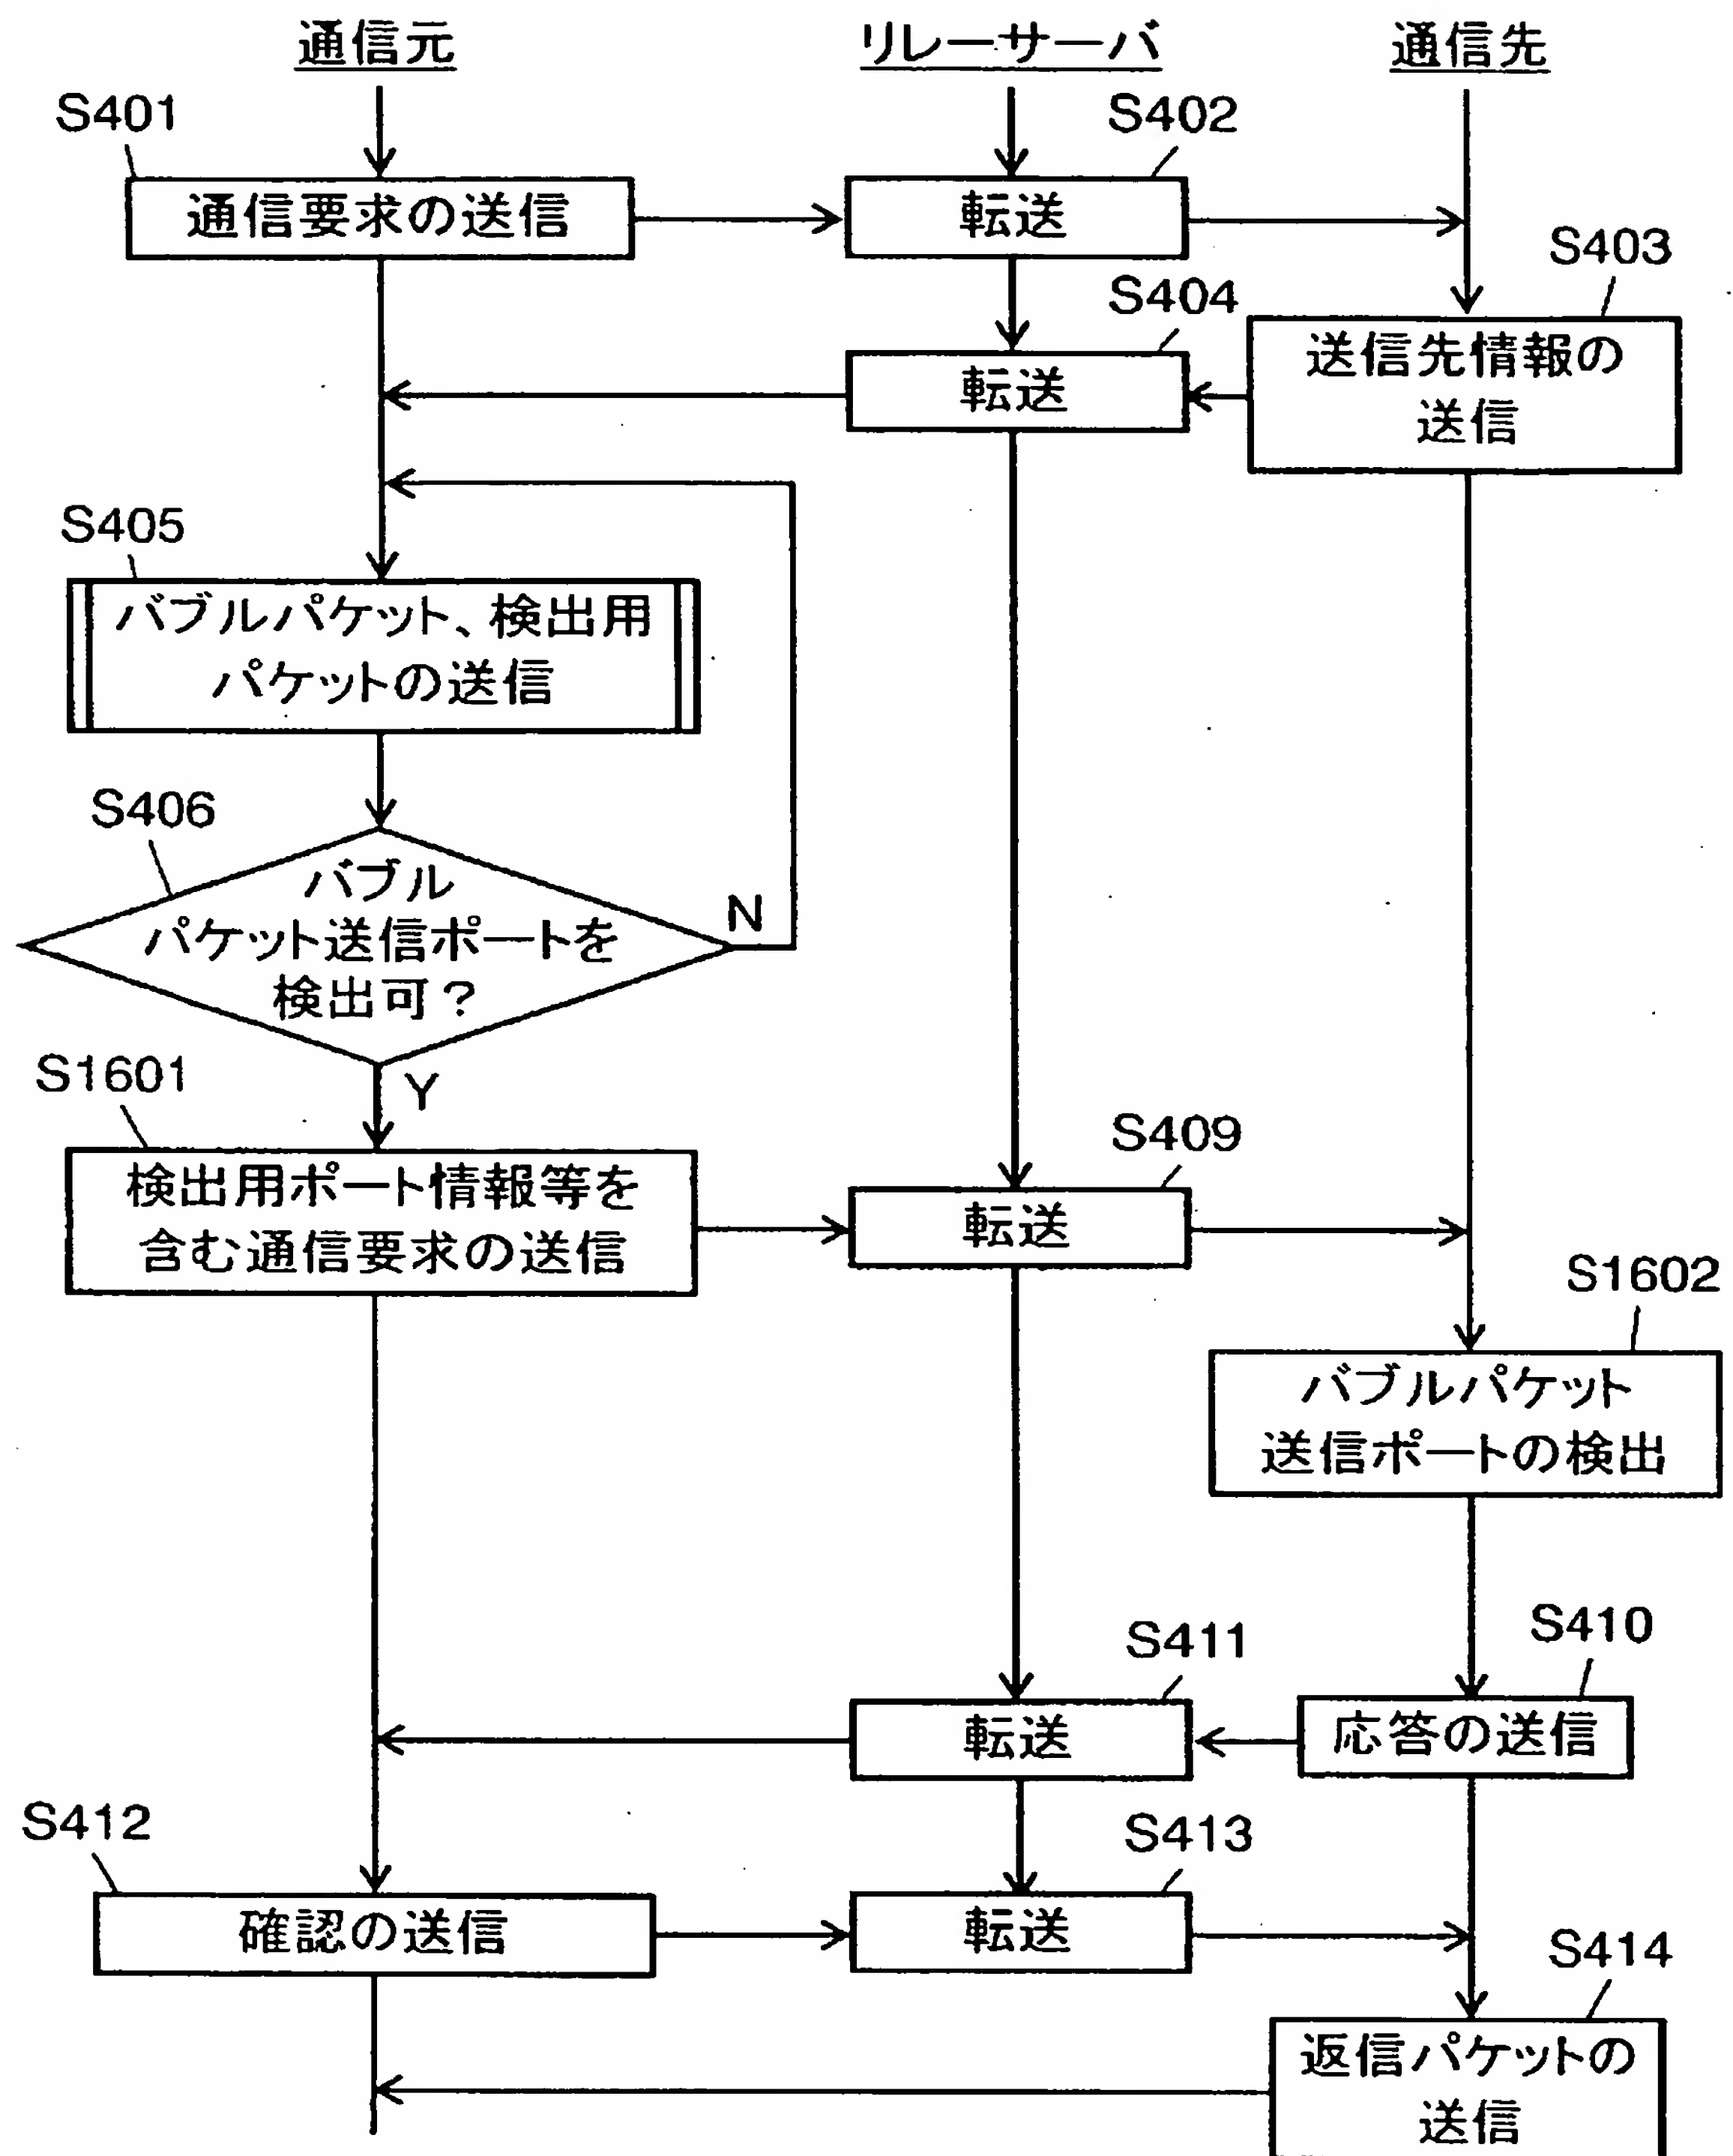 通信元
リレーサーバ
通信先
S401
S402
通信要求の送信
転送
S403
S404
送信先情報の
送信
転送
S405
バブルパケット、検出用
パケットの送信
S406
バブル
パケット送信ポートを
検出可？
N
Y
S1601
検出用ポート情報等を
含む通信要求の送信
S409
転送
S1602
バブルパケット
送信ポートの検出
S410
S411
転送
応答の送信
S412
S413
確認の送信
転送
S414
返信パケットの
送信